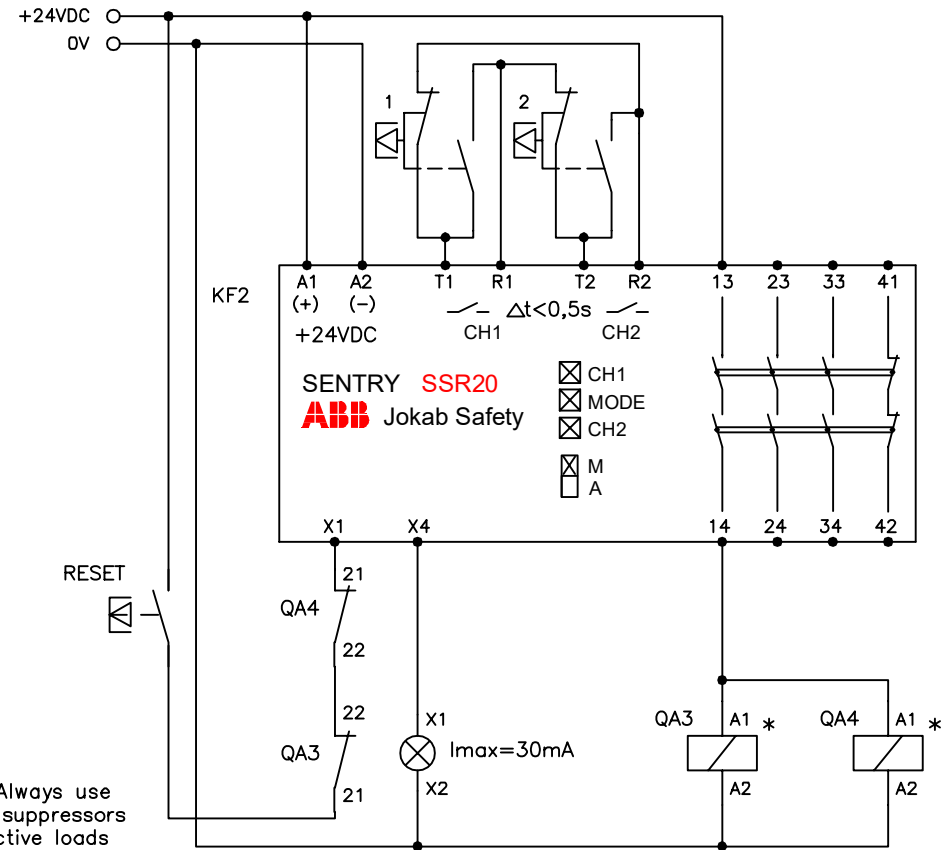 +24VDC
0V
1
2
A1
A2
T1
R1
T2
R2
13
23
33
41
KF2
(+)
(-)
△t<0,5s
+24VDC
CH1
CH2
SENTRY SSR20
CH1
ABB Jokab Safety
MODE
CH2
M
A
X1
X4
14
24
34
42
RESET
21
QA4
22
22
X1
QA3
A1
*
QA4
A1
*
QA3
Imax=30mA
21
X2
A2
A2
Always use
suppressors
ctive loads